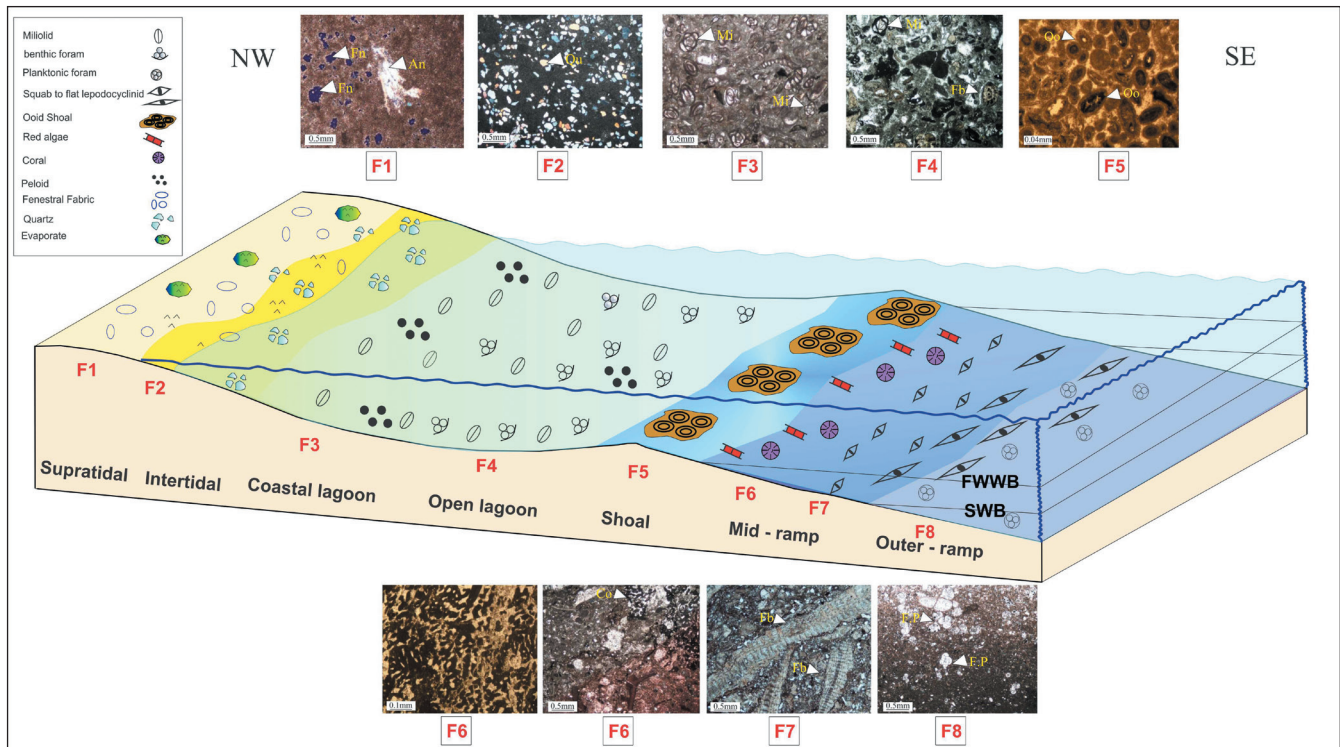 Miliolid
benthic foram
Planktonic foram
Squab to flat lepodocyclinid
Ooid Shoal
Red algae
Coral
Peloid
Fenestral Fabric
Quartz
Evaporate
NW
SE
Fn
An
Fn
0.5mm
Qu
0.5mm
Mi
Mi
0.5mm
Mi
Fb
0.5mm
Oo
Oo
0.04mm
F1
F2
F3
F4
F5
F1
F2
F3
F4
F5
F6
F7
F8
FWWB
SWB
Supratidal
Intertidal
Coastal lagoon
Open lagoon
Shoal
Mid - ramp
Outer - ramp
0.1mm
Co
0.5mm
Fb
Fb
0.5mm
F.P
F.P
0.5mm
F6
F6
F7
F8